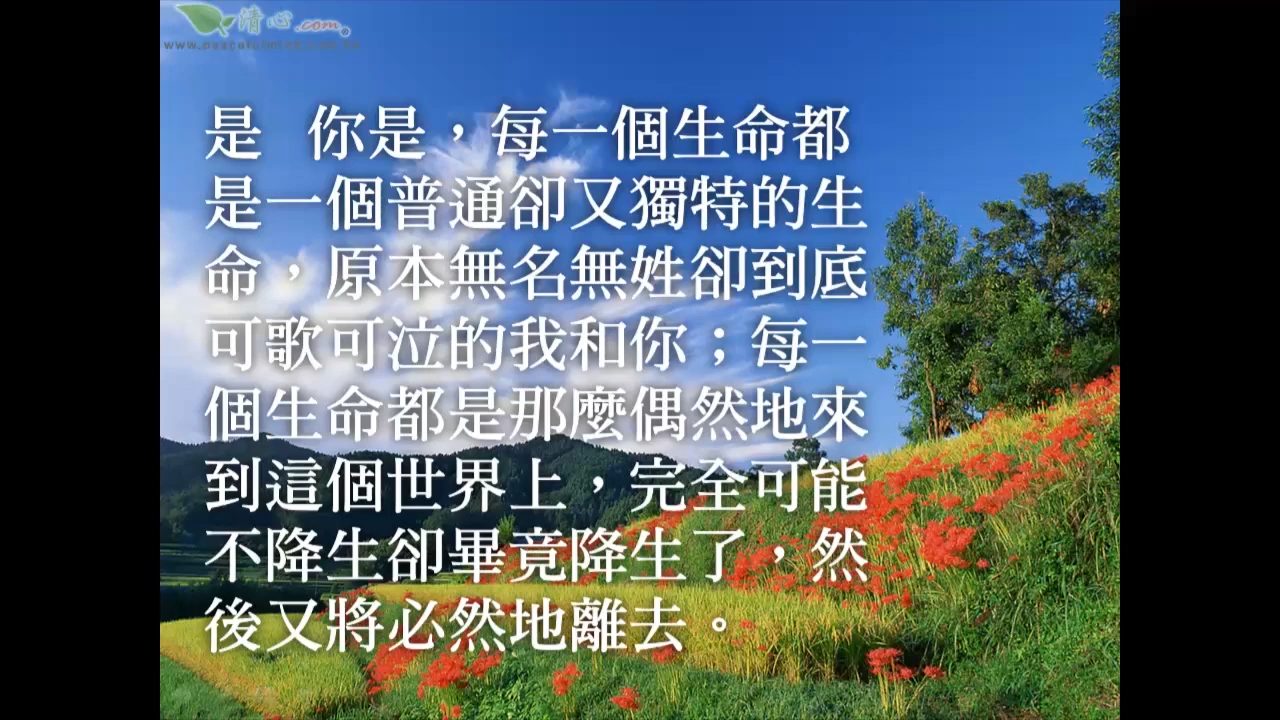 清心.com
是 你是，每一個生命都
是一個普通卻又獨特的生
命，原本無名無姓卻到底
可歌可泣的我和你；每一
個生命都是那麼偶然地來
到這個世界上，完全可能
不降生卻畢竟降生了，然
後又將必然地離去。